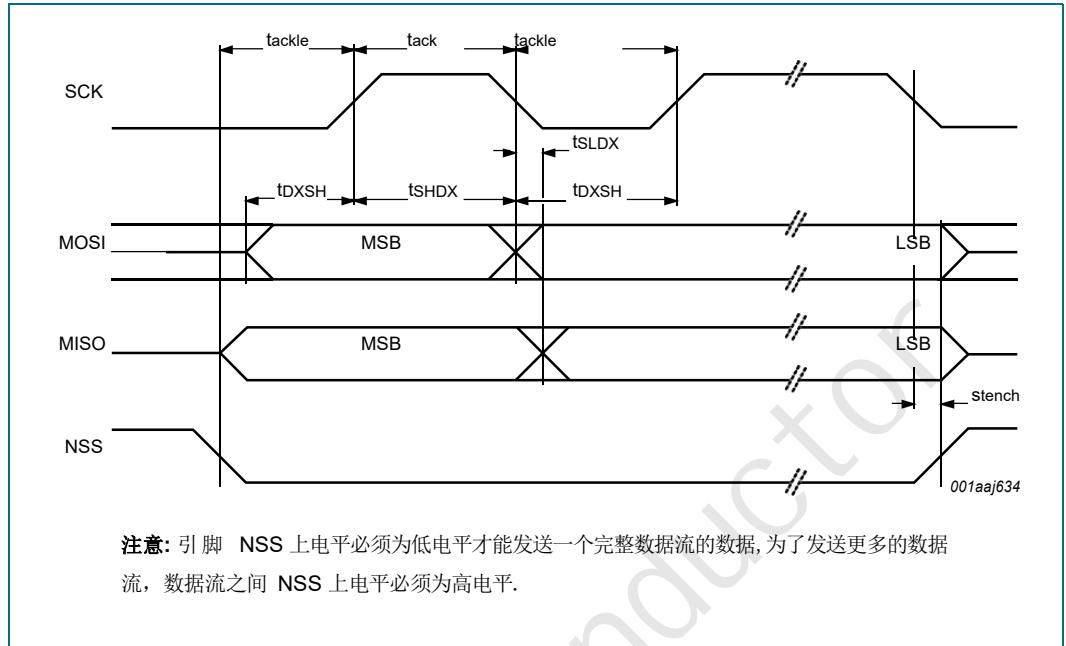 tackle tack tackle
SCK
tSLDX
tDXSH tSHDX tDXSH
MOSI MSB LSB
MISO MSB LSB
stench
NSS
001aaj634
注意: 引脚 NSS 上电平必须为低电平才能发送一个完整数据流的数据,为了发送更多的数据
流，数据流之间 NSS 上电平必须为高电平.